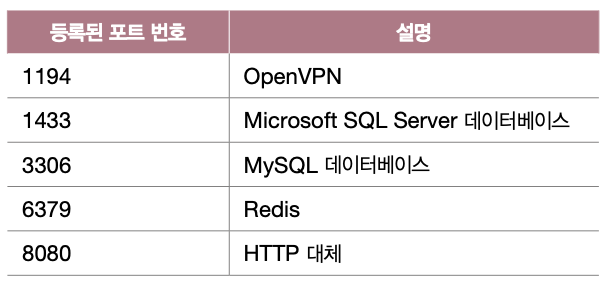 등록된 포트 번호 설명
1194 OpenVPN
1433 Microsoft SQL Server 데이터베이스
3306 MySQL 데이터베이스
6379 Redis
8080 HTTP 대체